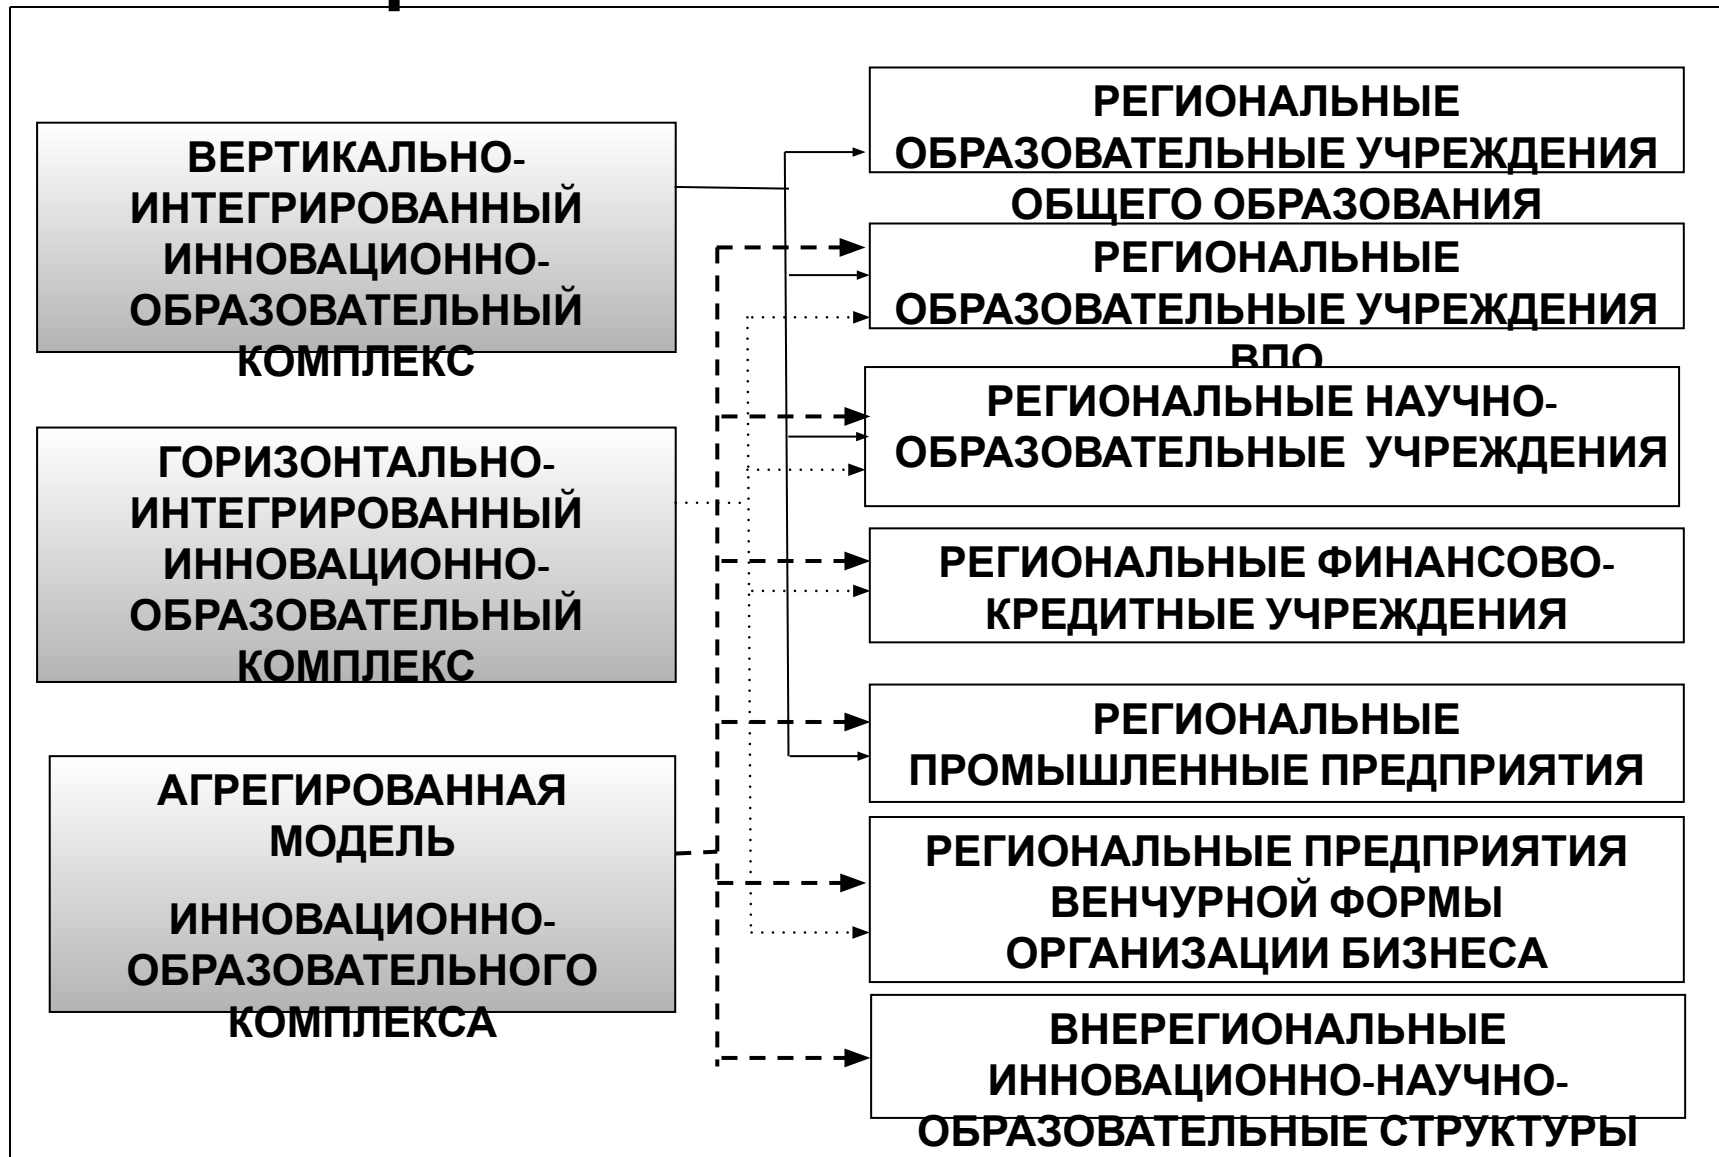 ВЕРТИКАЛЬНО-
ИНТЕГРИРОВАННЫЙ
ИННОВАЦИОННО-
ОБРАЗОВАТЕЛЬНЫЙ
КОМПЛЕКС
ГОРИЗОНТАЛЬНО-
ИНТЕГРИРОВАННЫЙ
ИННОВАЦИОННО-
ОБРАЗОВАТЕЛЬНЫЙ
КОМПЛЕКС
АГРЕГИРОВАННАЯ
МОДЕЛЬ
ИННОВАЦИОННО-
ОБРАЗОВАТЕЛЬНОГО
КОМПЛЕКСА
РЕГИОНАЛЬНЫЕ
ОБРАЗОВАТЕЛЬНЫЕ УЧРЕЖДЕНИЯ
ОБЩЕГО ОБРАЗОВАНИЯ
РЕГИОНАЛЬНЫЕ
ОБРАЗОВАТЕЛЬНЫЕ УЧРЕЖДЕНИЯ
ВПО
РЕГИОНАЛЬНЫЕ НАУЧНО-
ОБРАЗОВАТЕЛЬНЫЕ УЧРЕЖДЕНИЯ
РЕГИОНАЛЬНЫЕ ФИНАНСОВО-
КРЕДИТНЫЕ УЧРЕЖДЕНИЯ
РЕГИОНАЛЬНЫЕ
ПРОМЫШЛЕННЫЕ ПРЕДПРИЯТИЯ
РЕГИОНАЛЬНЫЕ ПРЕДПРИЯТИЯ
ВЕНЧУРНОЙ ФОРМЫ
ОРГАНИЗАЦИИ БИЗНЕСА
ВНЕРЕГИОНАЛЬНЫЕ
ИННОВАЦИОННО-НАУЧНО-
ОБРАЗОВАТЕЛЬНЫЕ СТРУКТУРЫ